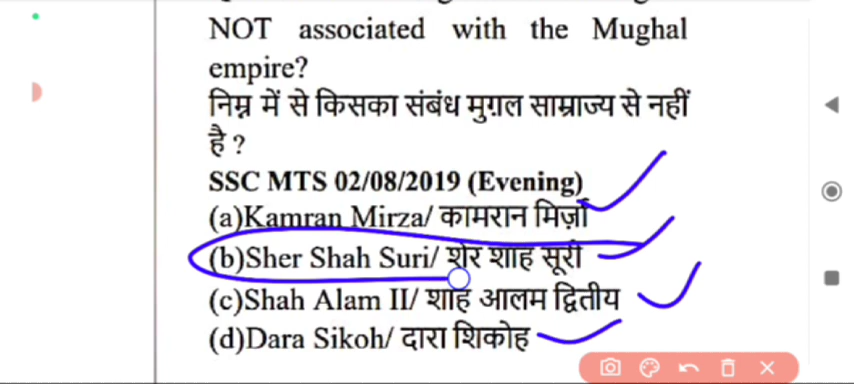 NOT associated with the Mughal
empire?
निम्न में से किसका संबंध मुग़ल साम्राज्य से नहीं
है ?
SSC MTS 02/08/2019 (Evening)
(a)Kamran Mirza/ कामरान मिर्ज़ा
(b)Sher Shah Suri/ शेर शाह सूरी
(c)Shah Alam II/ शाह आलम द्वितीय
(d)Dara Sikoh/ दारा शिकोह